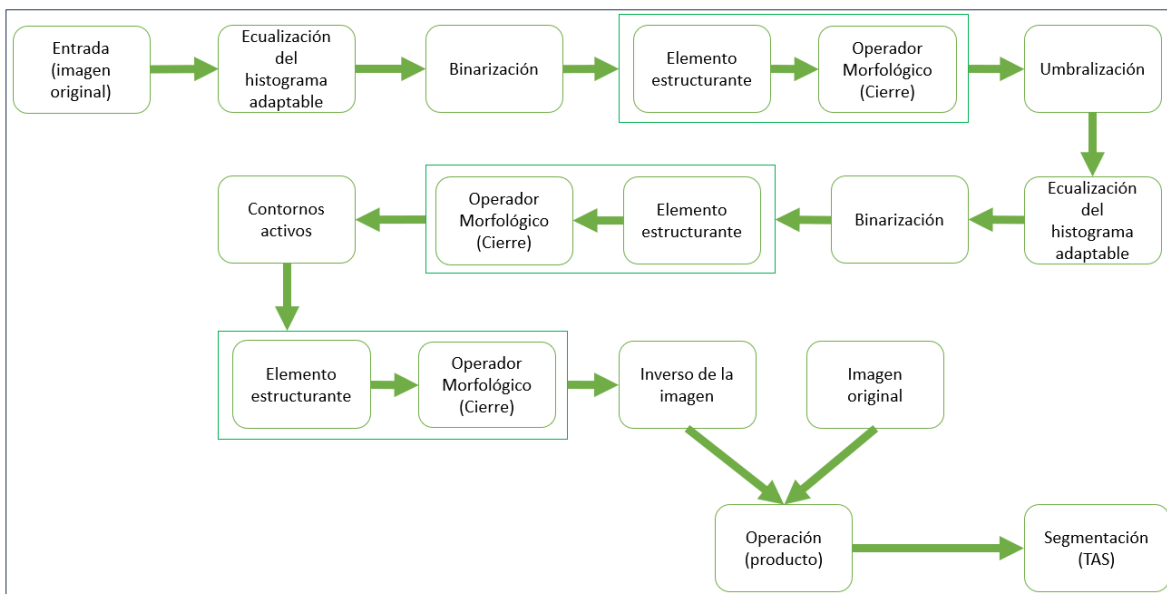 Entrada
(imagen
original)
Ecualización
del
histograma
adaptable
Binarización
Elemento
estructurante
Operador
Morfológico
(Cierre)
Umbralización
Ecualización
del
histograma
adaptable
Binarización
Elemento
estructurante
Operador
Morfológico
(Cierre)
Contornos
activos
Elemento
estructurante
Operador
Morfológico
(Cierre)
Inverso de la
imagen
Imagen
original
Operación
(producto)
Segmentación
(TAS)